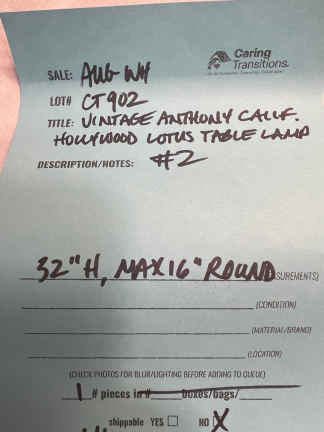 Caring
Transitions.
SALE: AUG WH
LOT# CT902
TITLE: VINTAGE ANTHONY CALIF.
HOLLYWOOD LOTUS TABLE LAMP
DESCRIPTION/NOTES: #2
32"H, MAX 16" ROUND SUREMENTS)
(CONDITION)
(MATERIAL/BRAND)
(LOCATION)
(CHECK PHOTOS FOR BLUR/LIGHTING BEFORE ADDING TO QUEUE)
1 # pieces in # boxes/bags/
shippable YES NO X